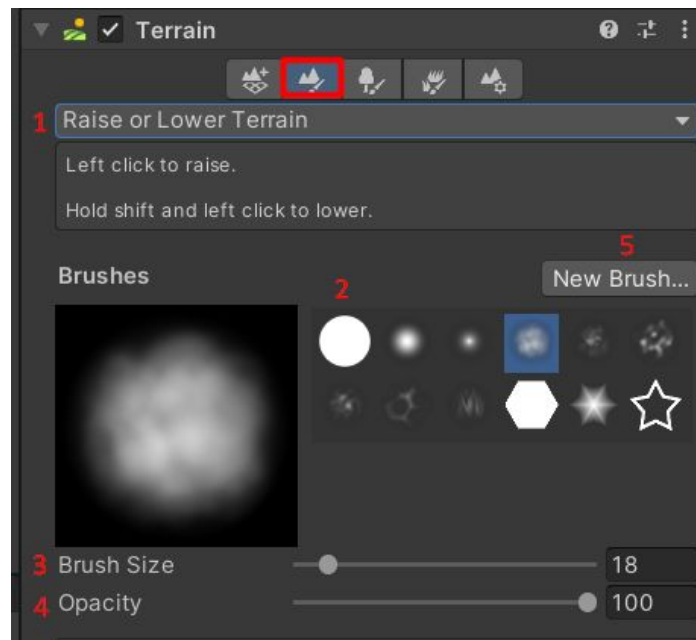 Terrain
1 Raise or Lower Terrain
Left click to raise.
Hold shift and left click to lower.
5
Brushes
2
New Brush...
3 Brush Size 18
4 Opacity 100